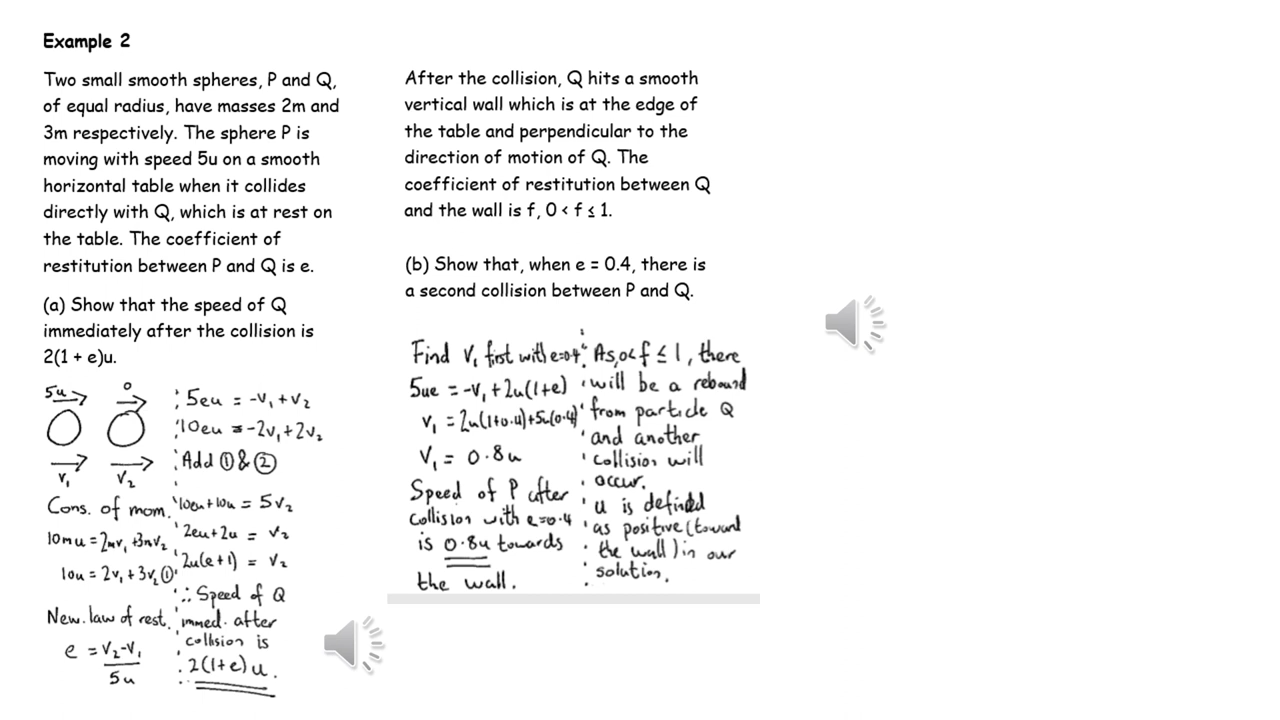 Example 2
Two small smooth spheres, P and Q,
of equal radius, have masses 2m and
3m respectively. The sphere P is
moving with speed 5u on a smooth
horizontal table when it collides
directly with Q, which is at rest on
the table. The coefficient of
restitution between P and Q is e.
(a) Show that the speed of Q
immediately after the collision is
2(1 + e)u.
5u 0
v₁ v₂
Cons. of mom.
10mu = 2mv₁ + 3mv₂
10u = 2v₁ + 3v₂ ①
New. law of rest.
e = v₂-v₁
5u
5eu = -v₁ + v₂
10eu = -2v₁ + 2v₂
Add ① & ②
10eu + 10u = 5v₂
2eu + 2u = v₂
2u(e+1) = v₂
∴ Speed of Q
immed. after
collision is
2(1+e)u.
After the collision, Q hits a smooth
vertical wall which is at the edge of
the table and perpendicular to the
direction of motion of Q. The
coefficient of restitution between Q
and the wall is f, 0 < f ≤ 1.
(b) Show that, when e = 0.4, there is
a second collision between P and Q.
Find v₁ first with e=0.4.
5ue = -v₁ + 2u(1+e)
v₁ = 2u(1+0.4)+5u(0.4)
v₁ = 0.8u
Speed of P after
collision with e=0.4
is 0.8u towards
the wall.
As, 0< f ≤ 1, there
will be a rebound
from particle Q
and another
collision will
occur.
u is defined
as positive (toward
the wall) in our
solution.